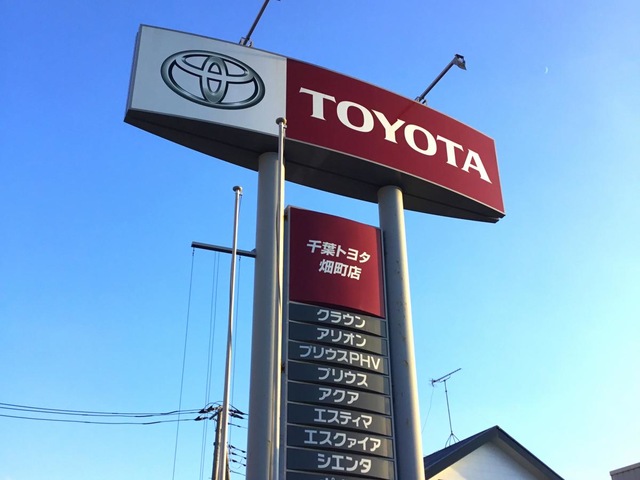 TOYOTA
千葉トヨタ
畑町店
クラウン
アリオン
プリウスPHV
プリウス
アクア
エスティマ
エスクァイア
シエンタ